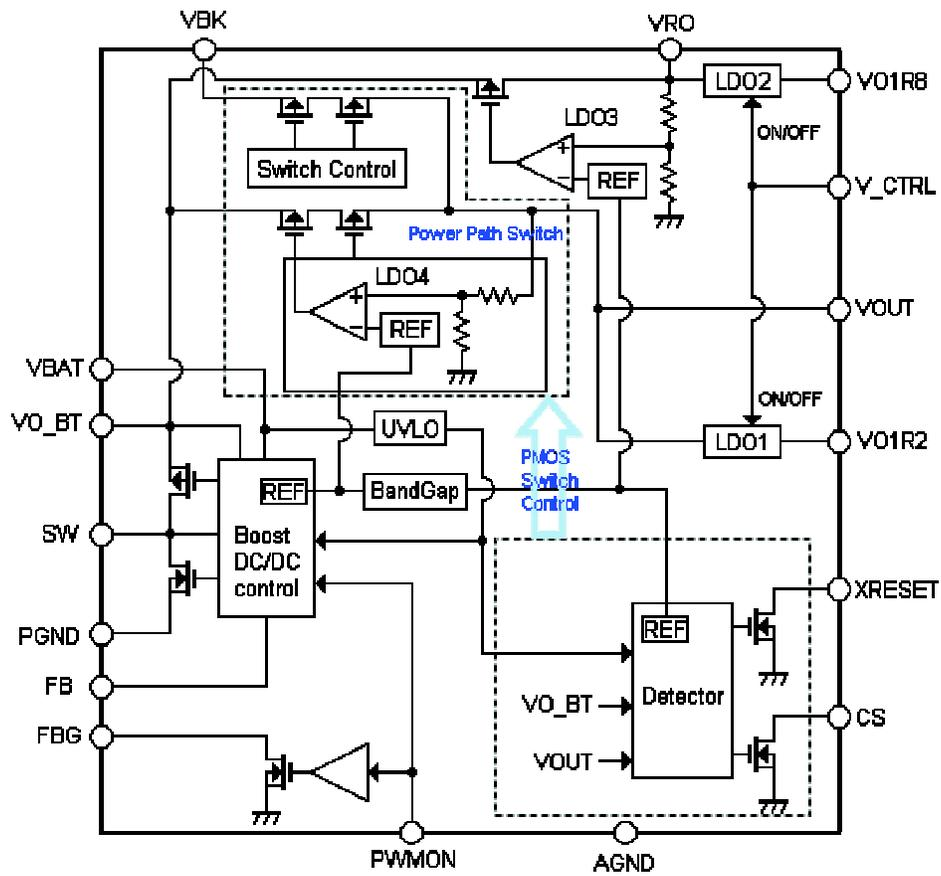 VBK
VRO
LDO2
VO1R8
LDO3
ON/OFF
Switch Control
REF
V_CTRL
Power Path Switch
LDO4
VOUT
REF
VBAT
ON/OFF
VO_BT
UVLO
LDO1
VO1R2
PMOS
Switch
Control
REF
BandGap
SW
Boost
DC/DC
control
XRESET
PGND
REF
FB
Detector
VO_BT
CS
FBG
VOUT
PWMON
AGND